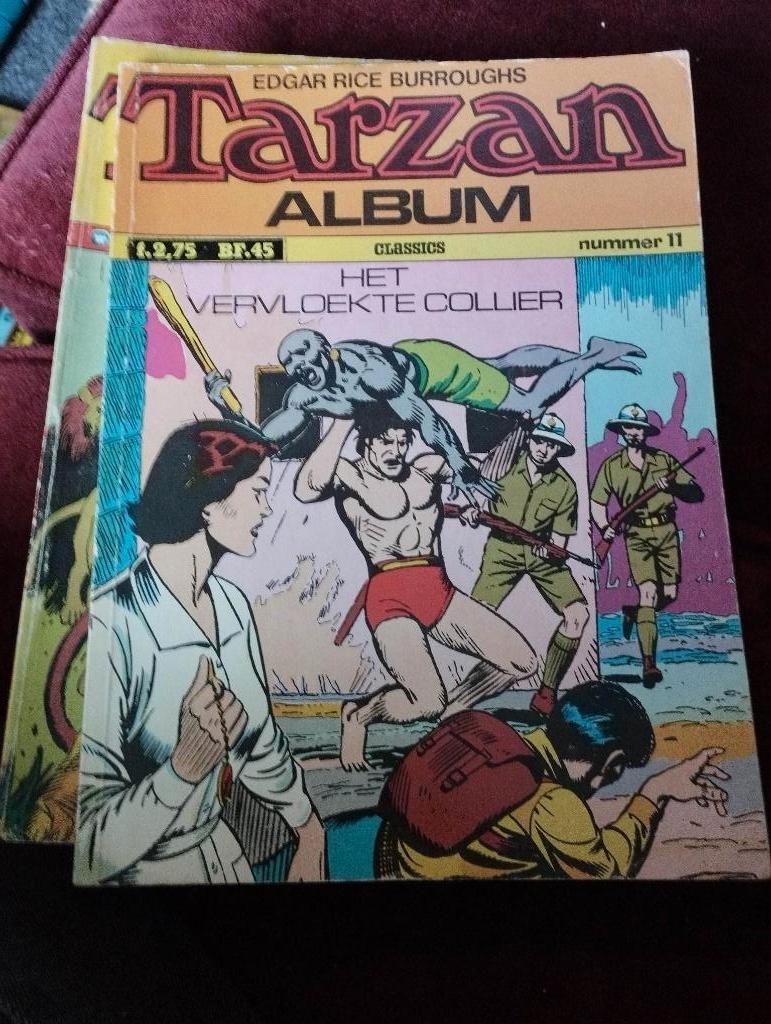 EDGAR RICE BURROUGHS
Tarzan
ALBUM
f.2,75 BF.45 CLASSICS nummer 11
HET
VERVLOEKTE COLLIER